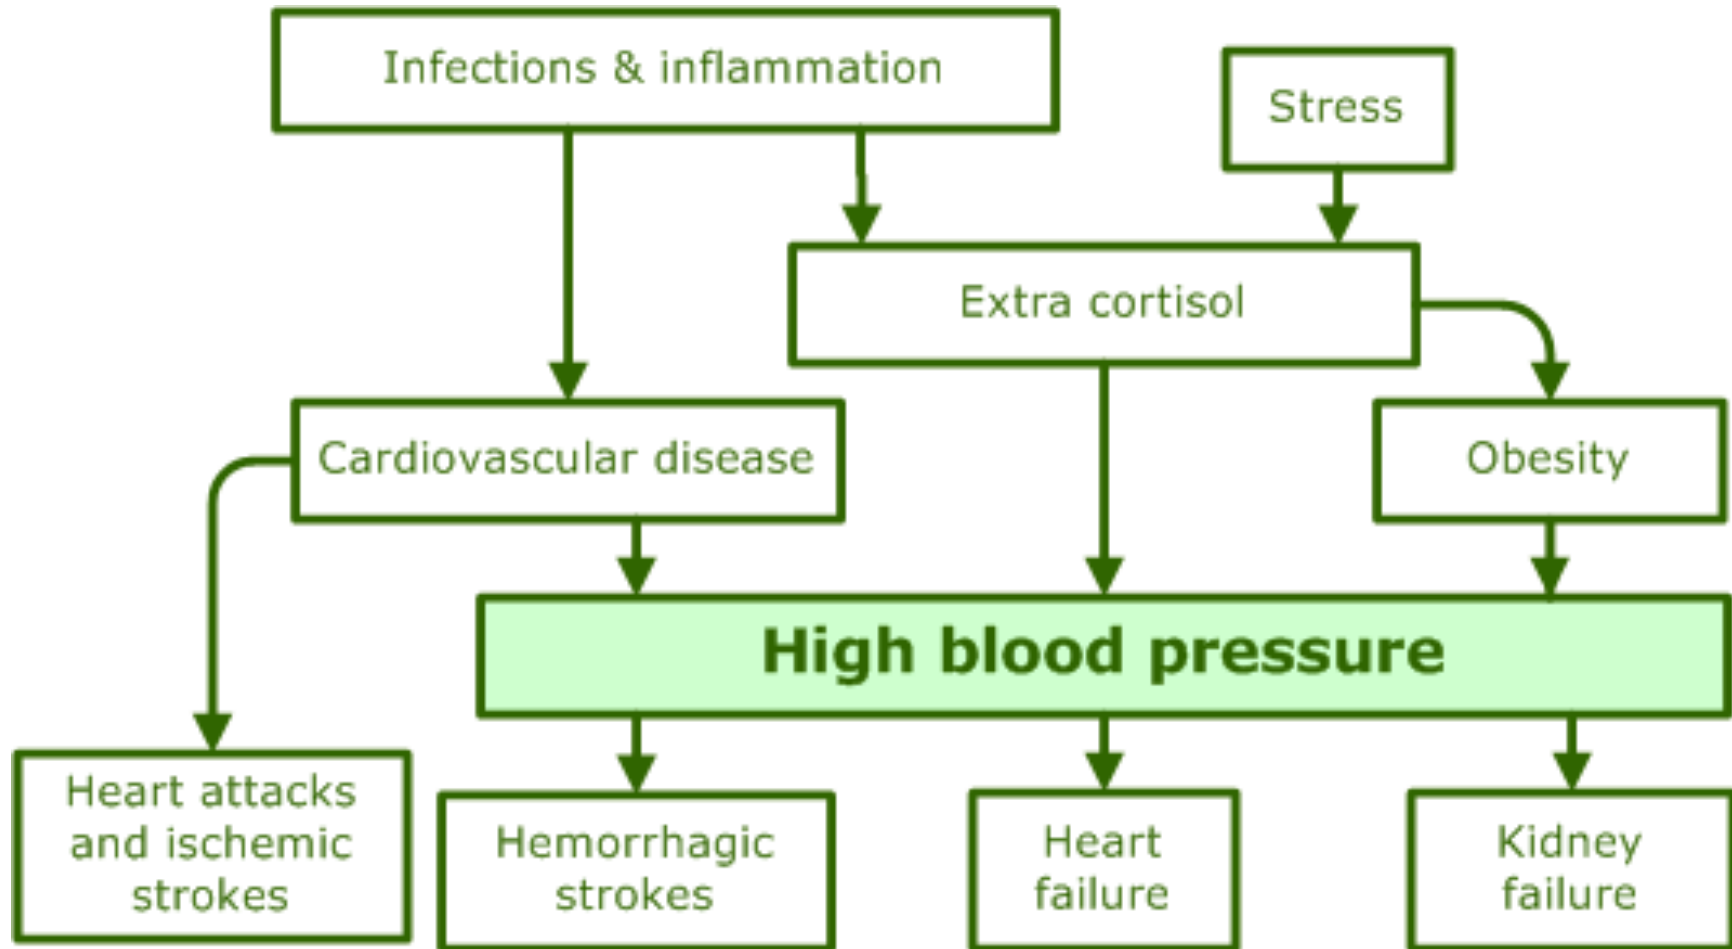 Infections & inflammation
Stress
Extra cortisol
Cardiovascular disease
Obesity
High blood pressure
Heart attacks
and ischemic
strokes
Hemorrhagic
strokes
Heart
failure
Kidney
failure